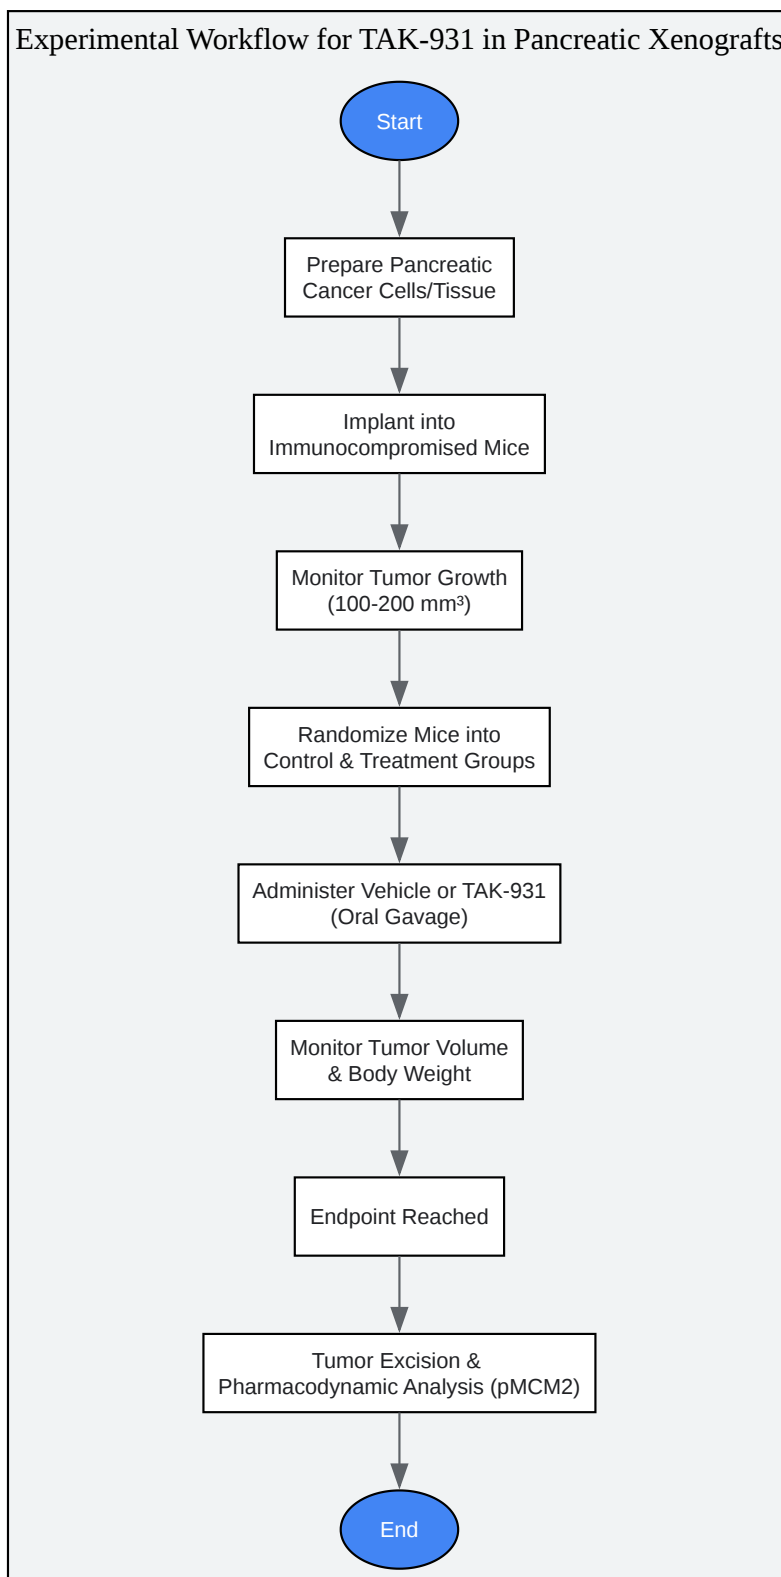 Experimental Workflow for TAK-931 in Pancreatic Xenografts
Start
Prepare Pancreatic
Cancer Cells/Tissue
Implant into
Immunocompromised Mice
Monitor Tumor Growth
(100-200 mm³)
Randomize Mice into
Control & Treatment Groups
Administer Vehicle or TAK-931
(Oral Gavage)
Monitor Tumor Volume
& Body Weight
Endpoint Reached
Tumor Excision &
Pharmacodynamic Analysis (pMCM2)
End